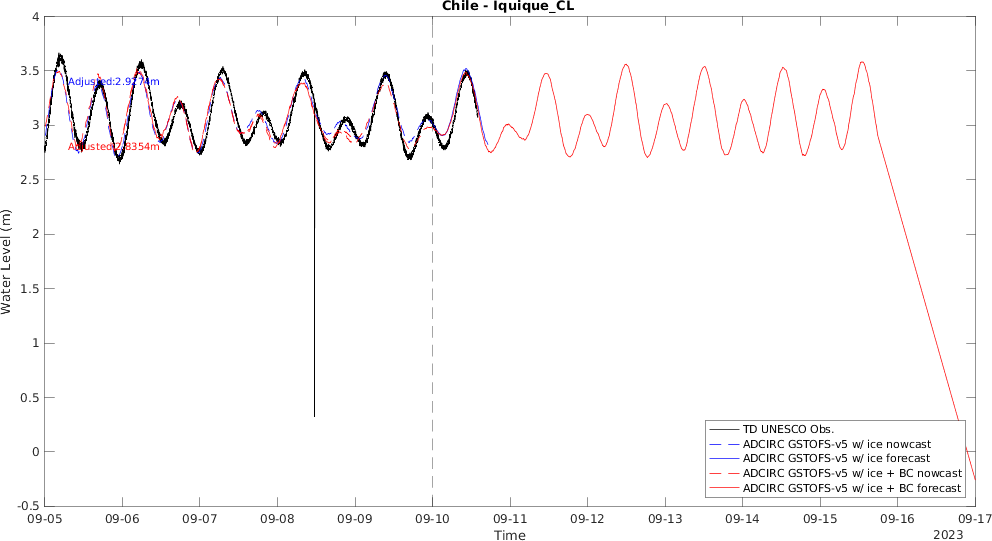 Chile - Iquique_CL
4
3.5
3
2.5
2
1.5
1
0.5
0
-0.5
Water Level (m)
Adjusted:2.9274m
Adjusted:2.8354m
TD UNESCO Obs.
ADCIRC GSTOFS-v5 w/ ice nowcast
ADCIRC GSTOFS-v5 w/ ice forecast
ADCIRC GSTOFS-v5 w/ ice + BC nowcast
ADCIRC GSTOFS-v5 w/ ice + BC forecast
09-05 09-06 09-07 09-08 09-09 09-10 09-11 09-12 09-13 09-14 09-15 09-16 09-17
Time
2023